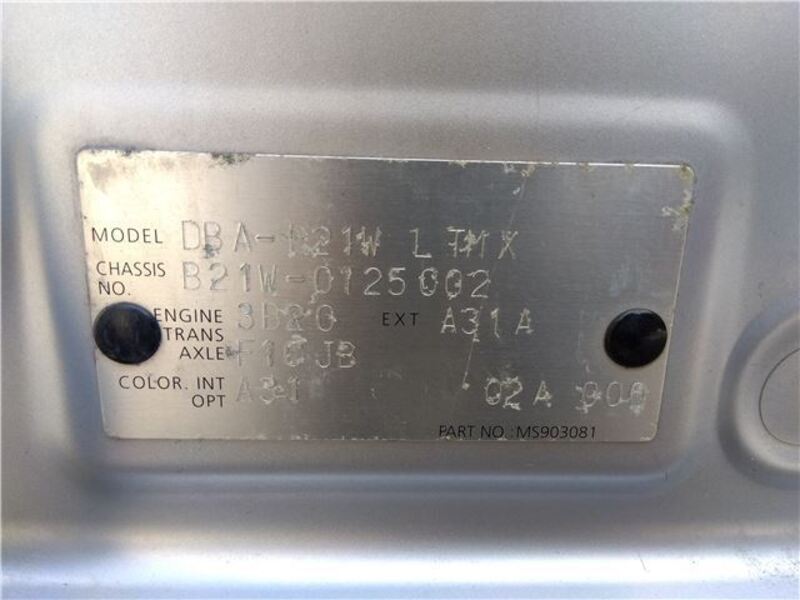 MODEL DBA-B21W LTMX
CHASSIS NO. B21W-0125002
ENGINE 3B20 EXT A31A
TRANS AXLE F1CJB
COLOR. INT A31
OPT 02A 000
PART NO.:MS903081